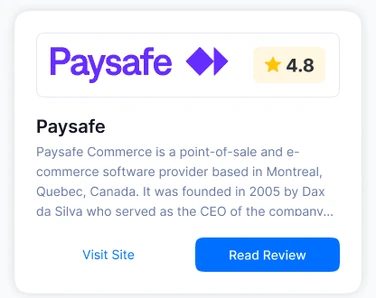 Paysafe
4.8
Paysafe
Paysafe Commerce is a point-of-sale and e-
commerce software provider based in Montreal,
Quebec, Canada. It was founded in 2005 by Dax
da Silva who served as the CEO of the company...
Visit Site
Read Review